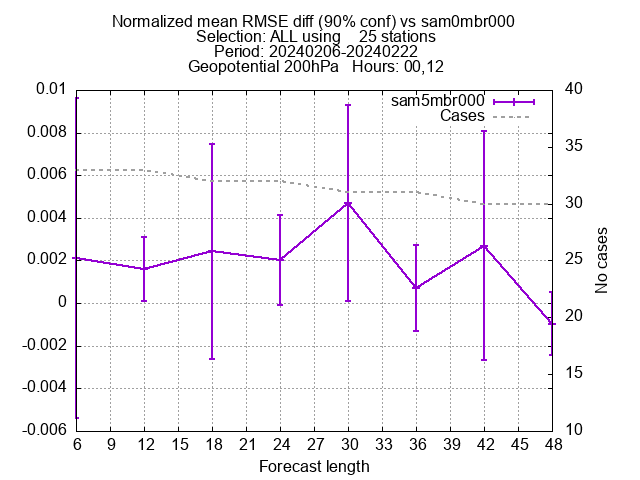 Normalized mean RMSE diff (90% conf) vs sam0mbr000
Selection: ALL using    25 stations
Period: 20240206-20240222
Geopotential 200hPa   Hours: 00,12
0.01
0.008
0.006
0.004
0.002
0
-0.002
-0.004
-0.006
sam5mbr000
Cases
40
35
30
25
20
15
10
No cases
6 9 12 15 18 21 24 27 30 33 36 39 42 45 48
Forecast length